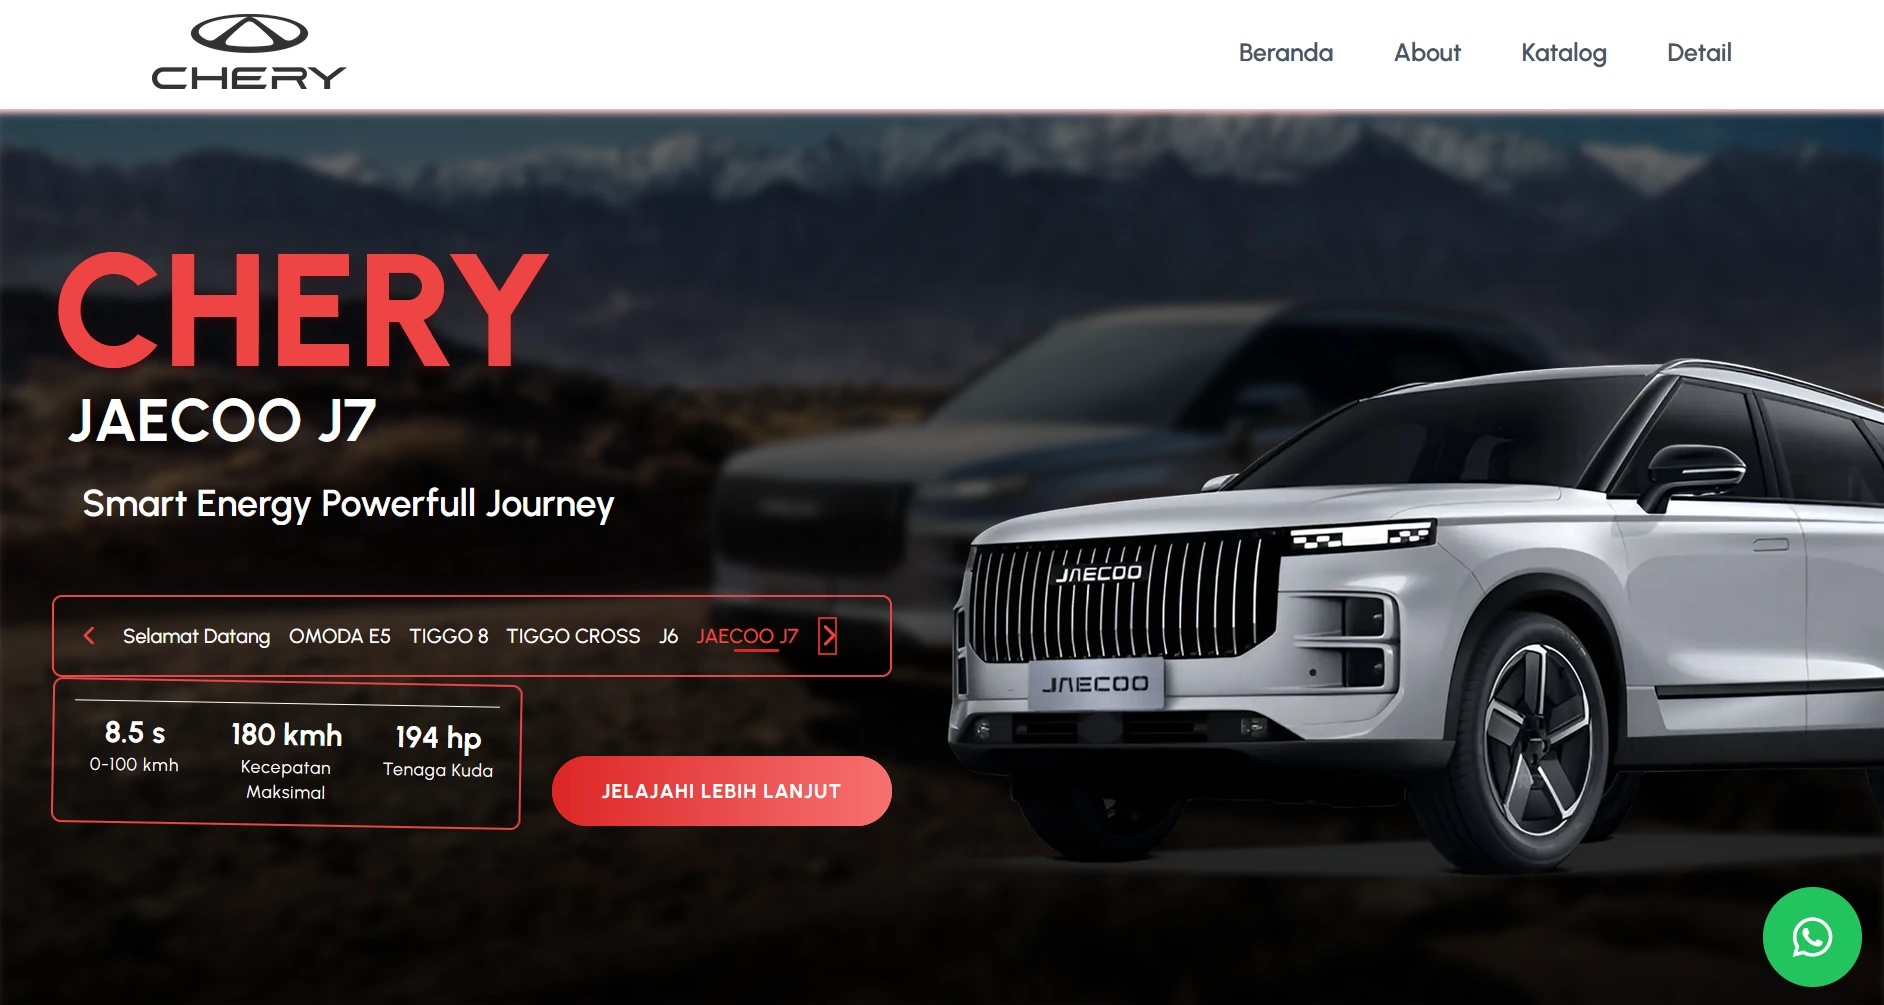 CHERY
Beranda About Katalog Detail
CHERY
JAECOO J7
Smart Energy Powerfull Journey
Selamat Datang OMODA E5 TIGGO 8 TIGGO CROSS J6 JAECOO J7
8.5 s 180 kmh 194 hp
0-100 kmh Kecepatan Maksimal Tenaga Kuda
JELAJAHI LEBIH LANJUT
JAECOO
JAECOO